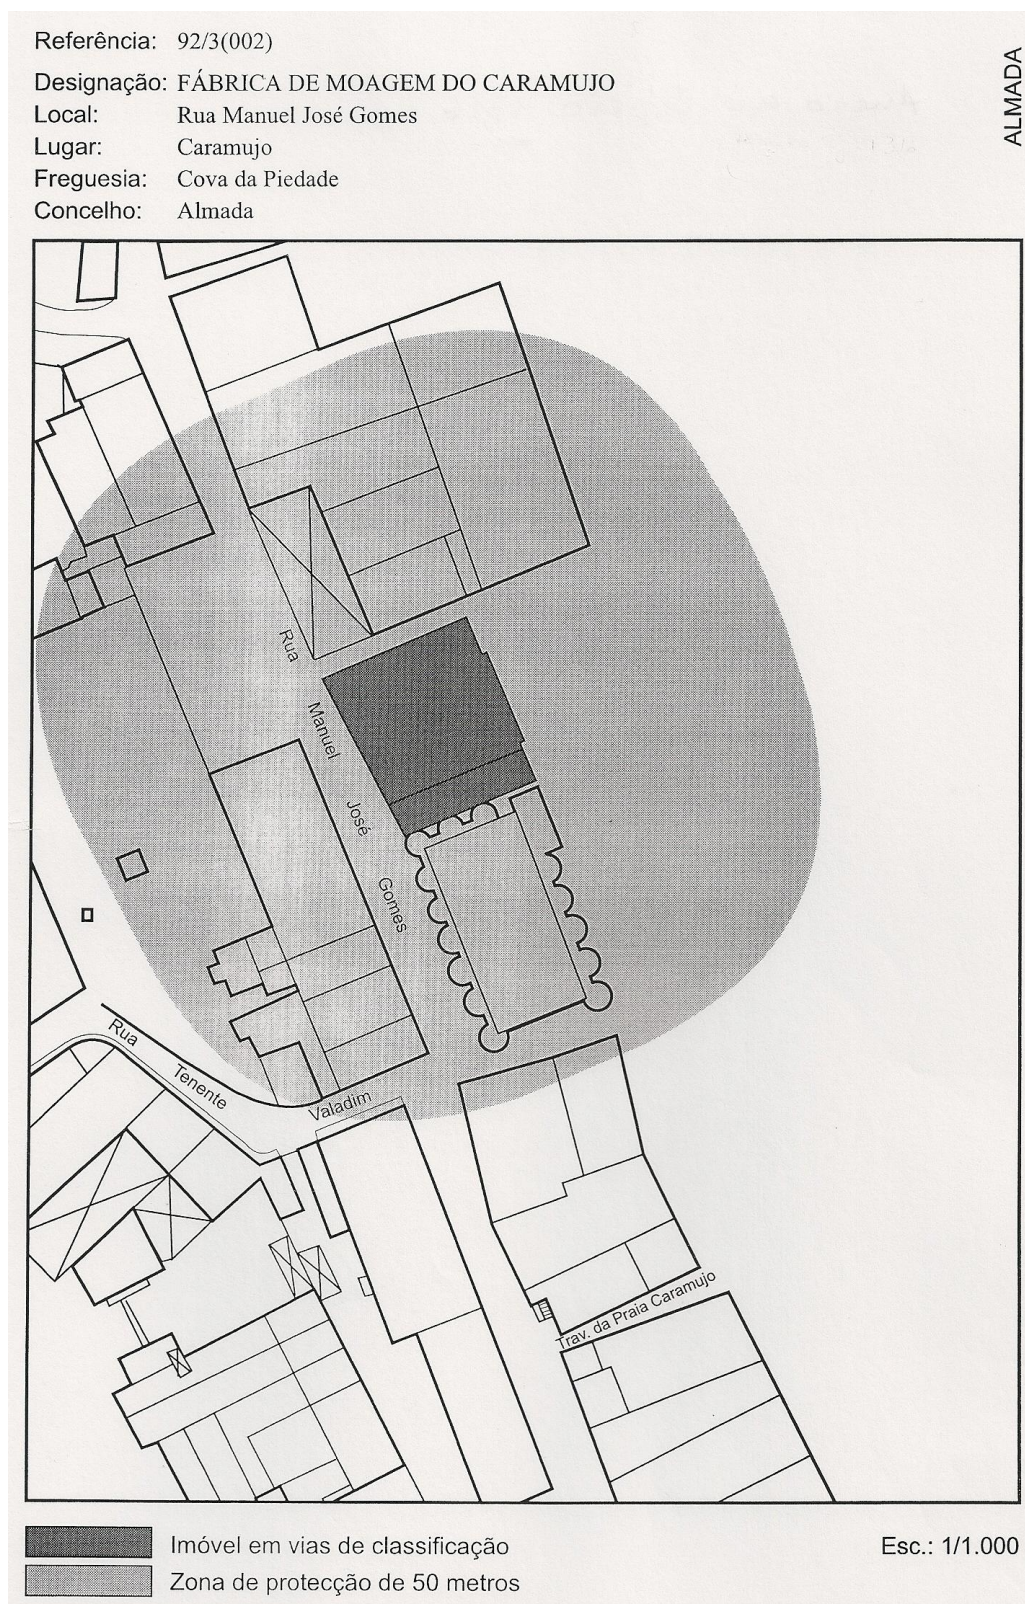 Referência: 92/3(002)
Designação: FÁBRICA DE MOAGEM DO CARAMUJO
Local: Rua Manuel José Gomes
Lugar: Caramujo
Freguesia: Cova da Piedade
Concelho: Almada
ALMADA
Rua Manuel José Gomes
Rua Tenente Valadim
Trav. da Praia Caramujo
Imóvel em vias de classificação
Esc.: 1/1.000
Zona de protecção de 50 metros